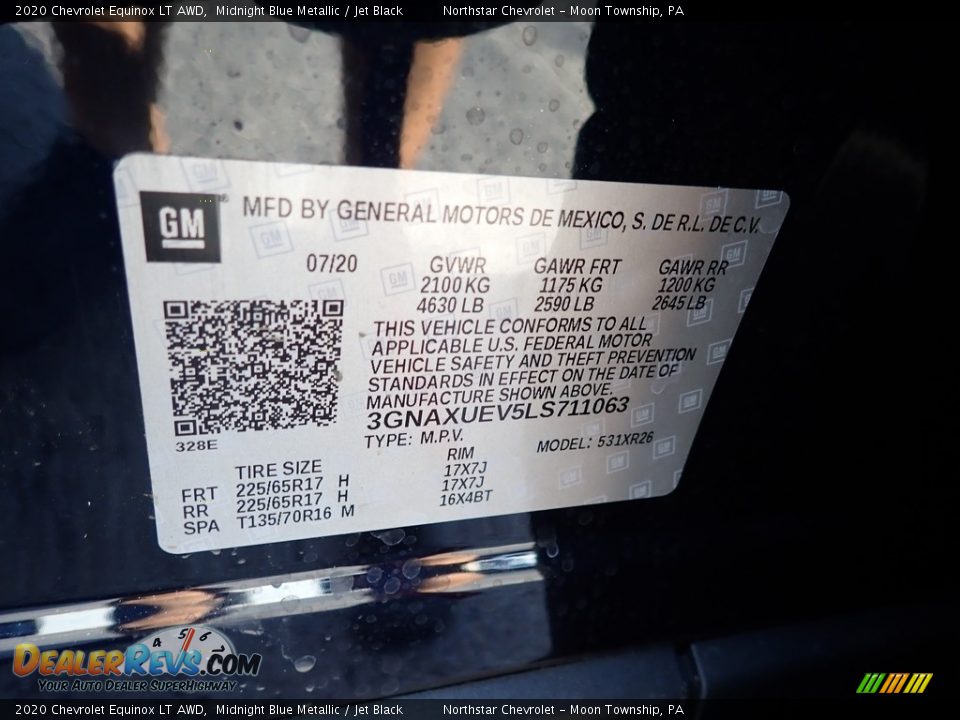 2020 Chevrolet Equinox LT AWD, Midnight Blue Metallic / Jet Black Northstar Chevrolet - Moon Township, PA
GM MFD BY GENERAL MOTORS DE MEXICO, S. DE R.L. DE C.V.
07/20 GVWR GAWR FRT GAWR RR
2100 KG 1175 KG 1200 KG
4630 LB 2590 LB 2645 LB
THIS VEHICLE CONFORMS TO ALL
APPLICABLE U.S. FEDERAL MOTOR
VEHICLE SAFETY AND THEFT PREVENTION
STANDARDS IN EFFECT ON THE DATE OF
MANUFACTURE SHOWN ABOVE.
3GNAXUEV5LS711063
328E TYPE: M.P.V. MODEL: 531XR26
TIRE SIZE RIM
FRT 225/65R17 H 17X7J
RR 225/65R17 H 17X7J
SPA T135/70R16 M 16X4BT
4 5 6
DEALERREVS.COM
YOUR AUTO DEALER SUPERHIGHWAY
2020 Chevrolet Equinox LT AWD, Midnight Blue Metallic / Jet Black Northstar Chevrolet - Moon Township, PA